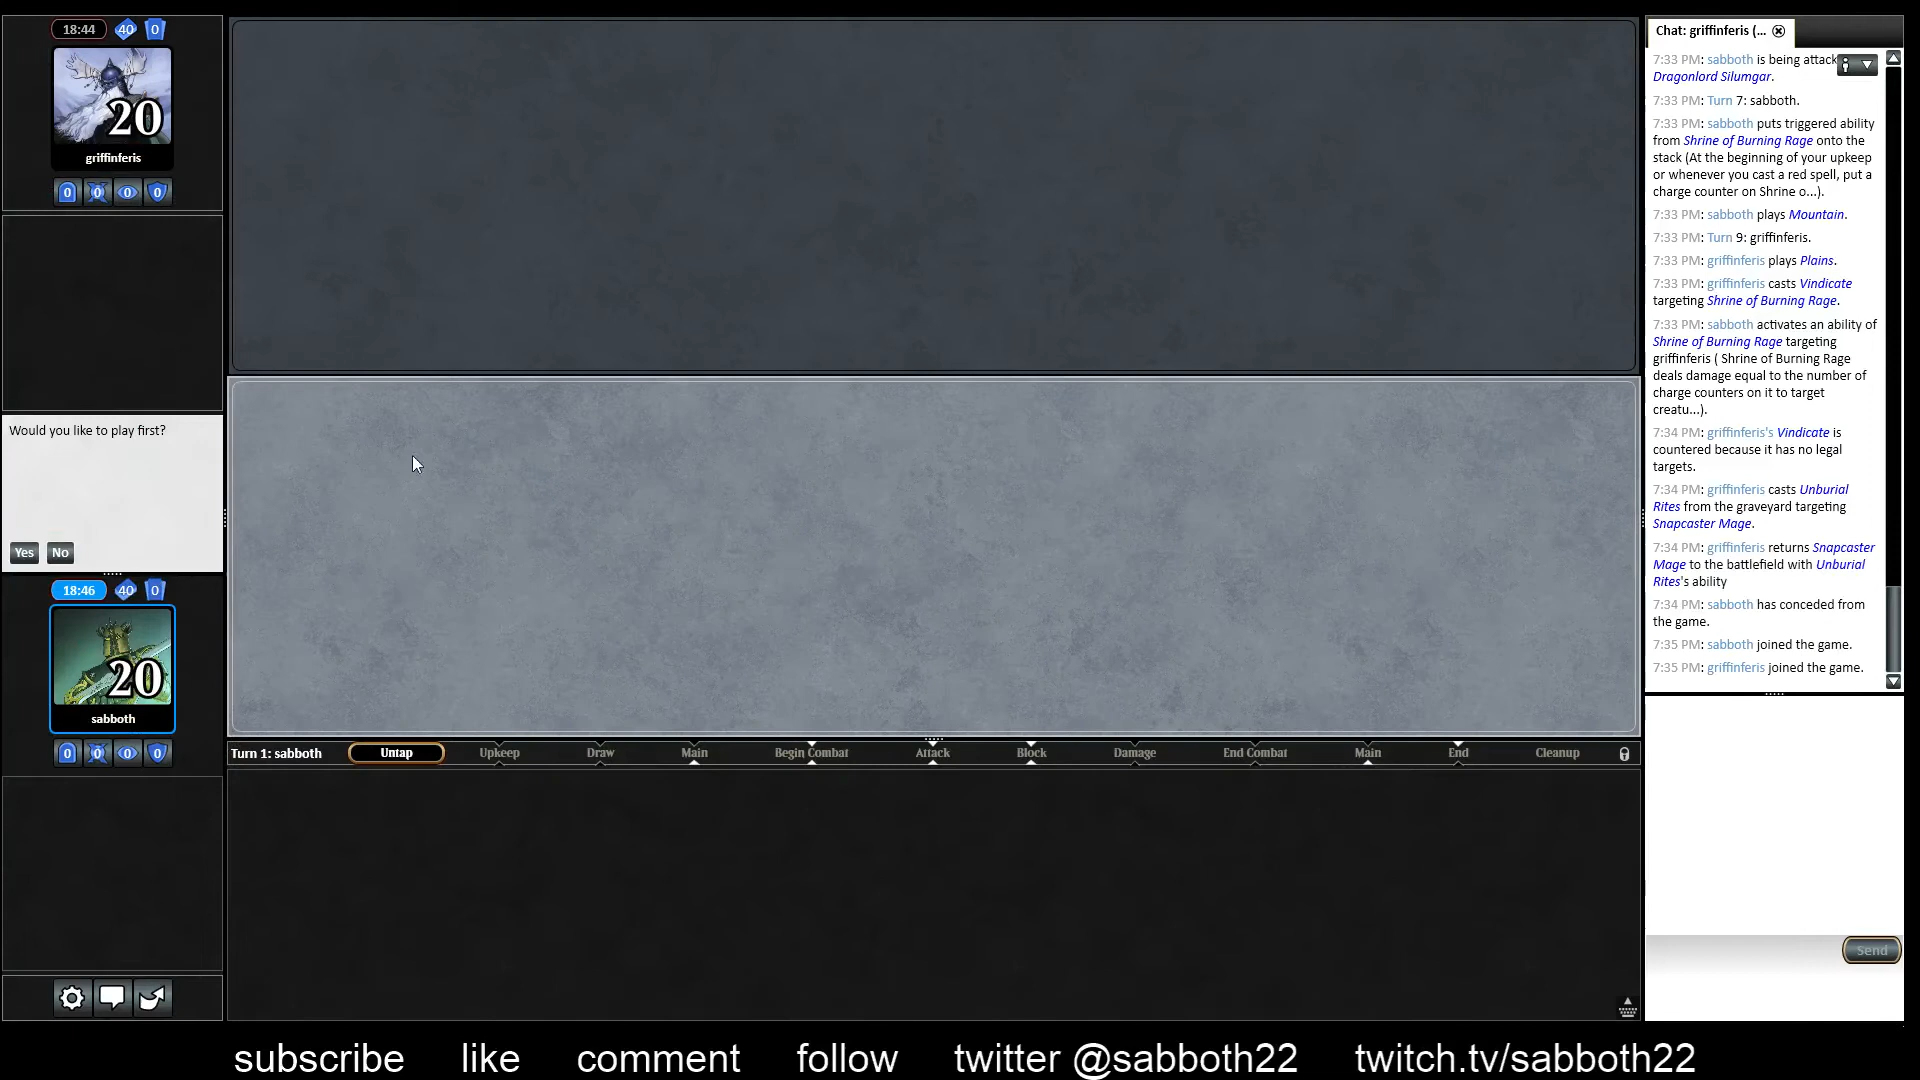 18:44 40 0
20
griffinferis
0 0 0 0
Would you like to play first?
Yes No
18:46 40 0
20
sabboth
0 0 0 0
Turn 1: sabboth Untap Upkeep Draw Main Begin Combat Attack Block Damage End Combat Main End Cleanup
Chat: griffinferis (...
7:33 PM: sabboth is being attack
Dragonlord Silumgar.
7:33 PM: Turn 7: sabboth.
7:33 PM: sabboth puts triggered ability
from Shrine of Burning Rage onto the
stack (At the beginning of your upkeep
or whenever you cast a red spell, put a
charge counter on Shrine o...).
7:33 PM: sabboth plays Mountain.
7:33 PM: Turn 9: griffinferis.
7:33 PM: griffinferis plays Plains.
7:33 PM: griffinferis casts Vindicate
targeting Shrine of Burning Rage.
7:33 PM: sabboth activates an ability of
Shrine of Burning Rage targeting
griffinferis ( Shrine of Burning Rage
deals damage equal to the number of
charge counters on it to target
creatu...).
7:34 PM: griffinferis's Vindicate is
countered because it has no legal
targets.
7:34 PM: griffinferis casts Unburial
Rites from the graveyard targeting
Snapcaster Mage.
7:34 PM: griffinferis returns Snapcaster
Mage to the battlefield with Unburial
Rites's ability
7:34 PM: sabboth has conceded from
the game.
7:35 PM: sabboth joined the game.
7:35 PM: griffinferis joined the game.
Send
subscribe like comment follow twitter @sabboth22 twitch.tv/sabboth22